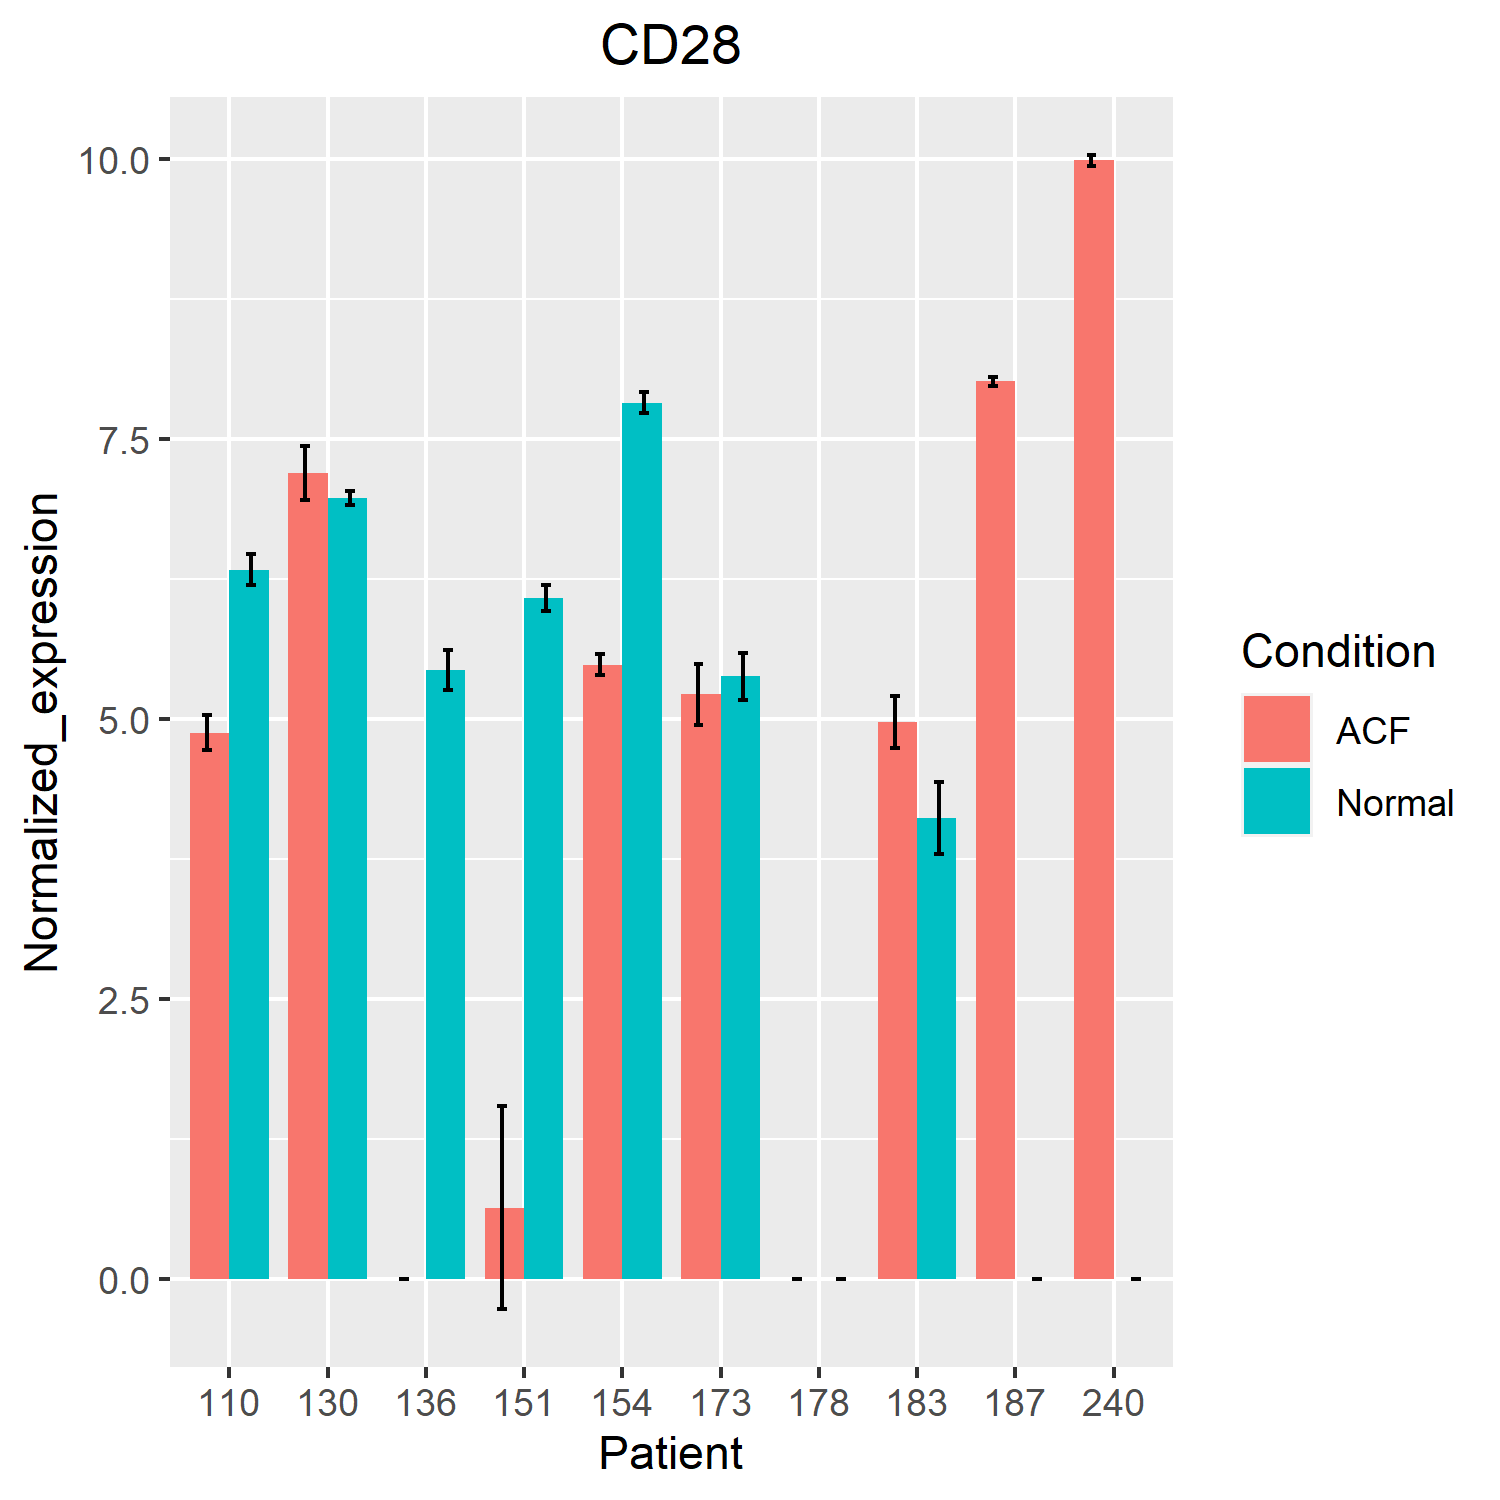 CD28
Normalized_expression
10.0
7.5
5.0
2.5
0.0
110 130 136 151 154 173 178 183 187 240
Patient
Condition
ACF
Normal